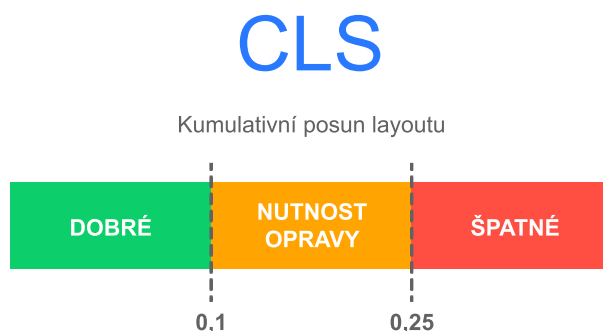 CLS
Kumulativní posun layoutu
DOBRÉ
NUTNOST
OPRAVY
ŠPATNÉ
0,1
0,25